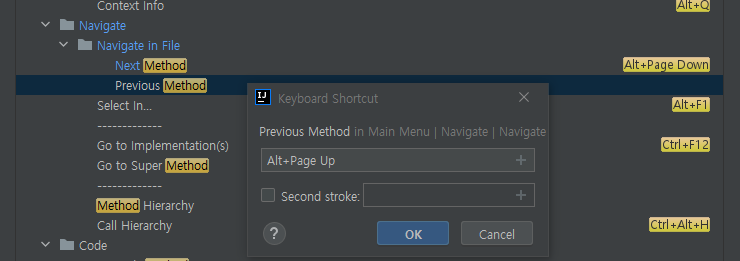 Context Info Alt+Q
Navigate
Navigate in File
Next Method Alt+Page Down
Previous Method
Select In... Alt+F1
-------------
Go to Implementation(s) Ctrl+F12
Go to Super Method
-------------
Method Hierarchy
Call Hierarchy Ctrl+Alt+H
Code
IJ Keyboard Shortcut
Previous Method in Main Menu | Navigate | Navigate
Alt+Page Up
Second stroke:
? OK Cancel